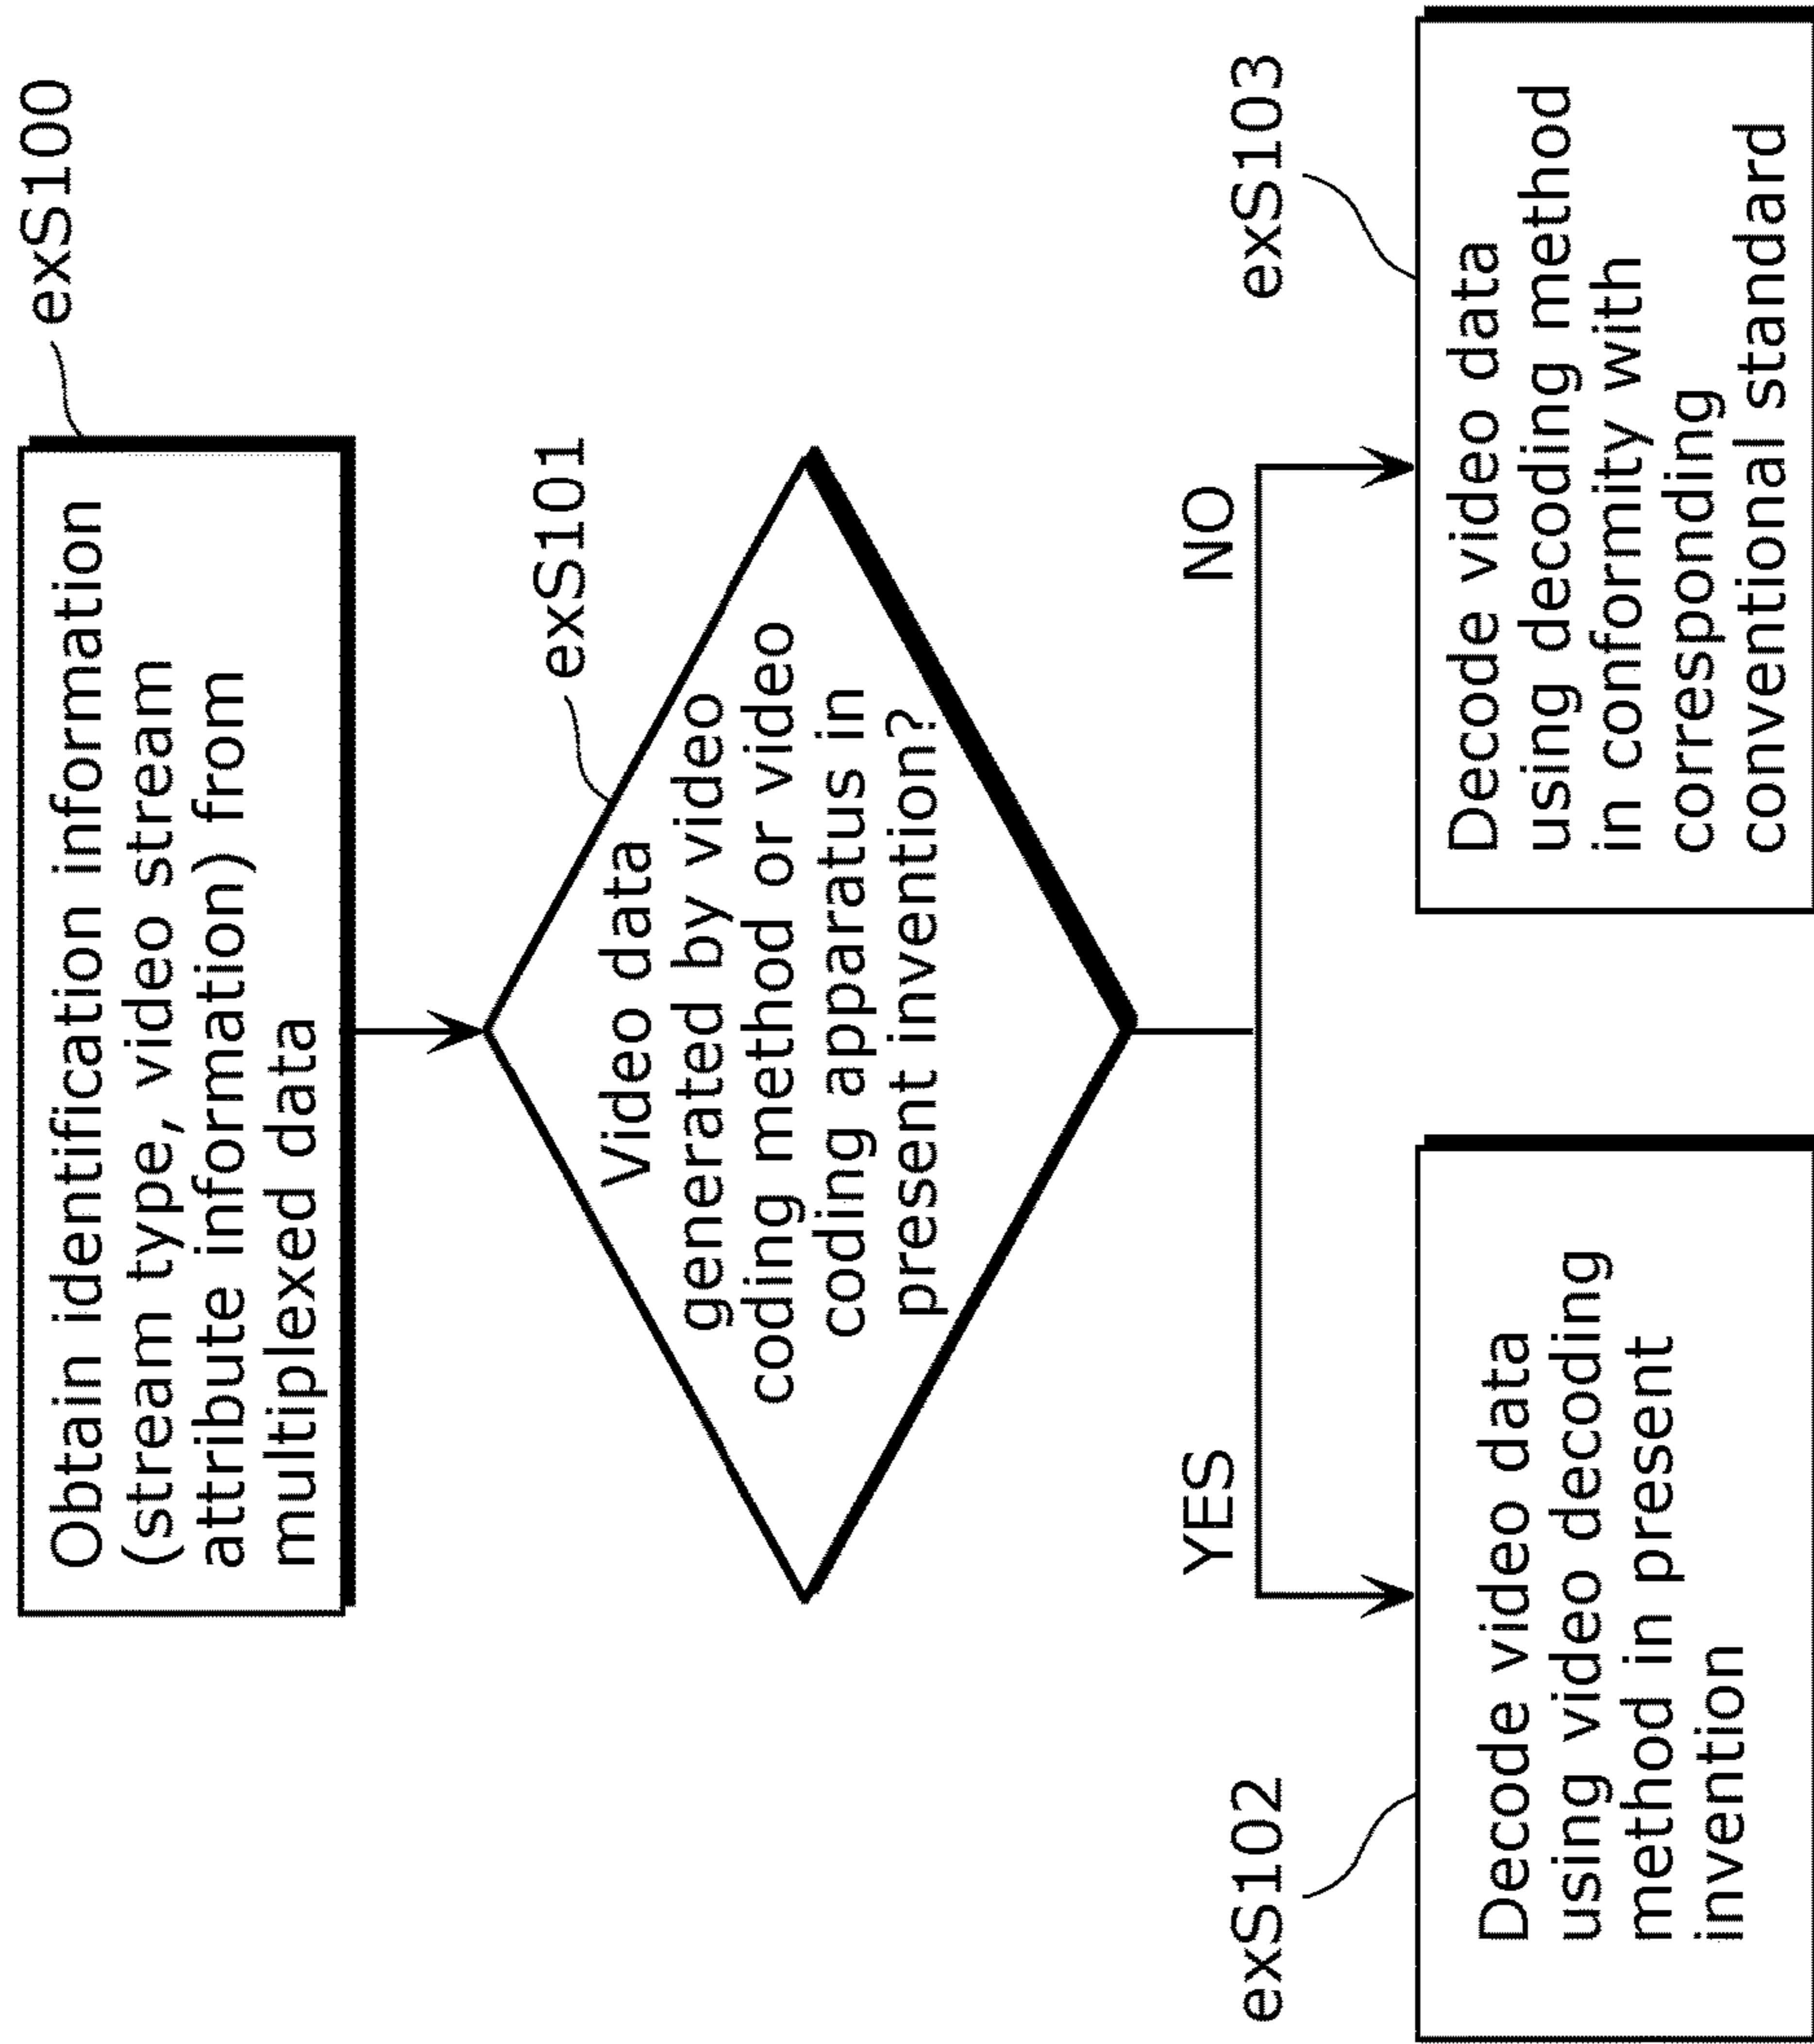 exS100
Obtain identification information
(stream type, video stream
attribute information) from
multiplexed data
exS101
Video data
generated by video
coding method or video
coding apparatus in
present invention?
YES
NO
exS102
Decode video data
using video decoding
method in present
invention
exS103
Decode video data
using decoding method
in conformity with
corresponding
conventional standard